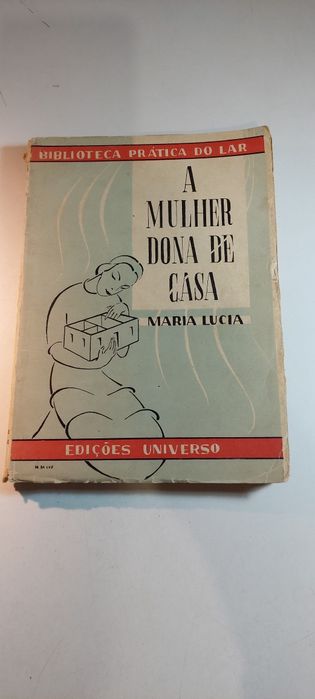 BIBLIOTECA PRÁTICA DO LAR
A
MULHER
DONA DE
CASA
MARIA LUCIA
EDIÇÕES UNIVERSO